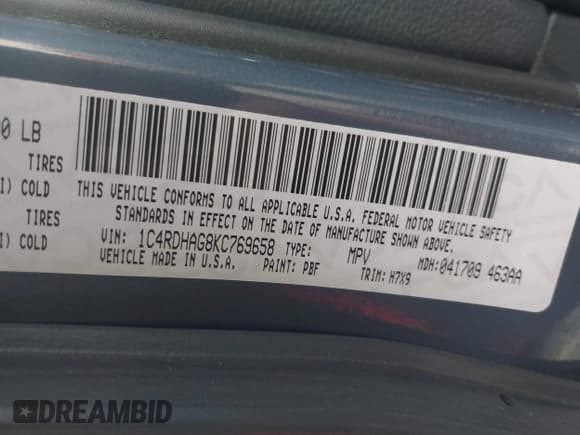 0 LB
TIRES
I) COLD
TIRES
I) COLD
THIS VEHICLE CONFORMS TO ALL APPLICABLE U.S.A. FEDERAL MOTOR VEHICLE SAFETY
STANDARDS IN EFFECT ON THE DATE OF MANUFACTURE SHOWN ABOVE.
VIN: 1C4RDHAG8KC769658 TYPE: MPV MDH:041709 463AA
VEHICLE MADE IN U.S.A. PAINT: PBF TRIM: H7X9
DREAMBID